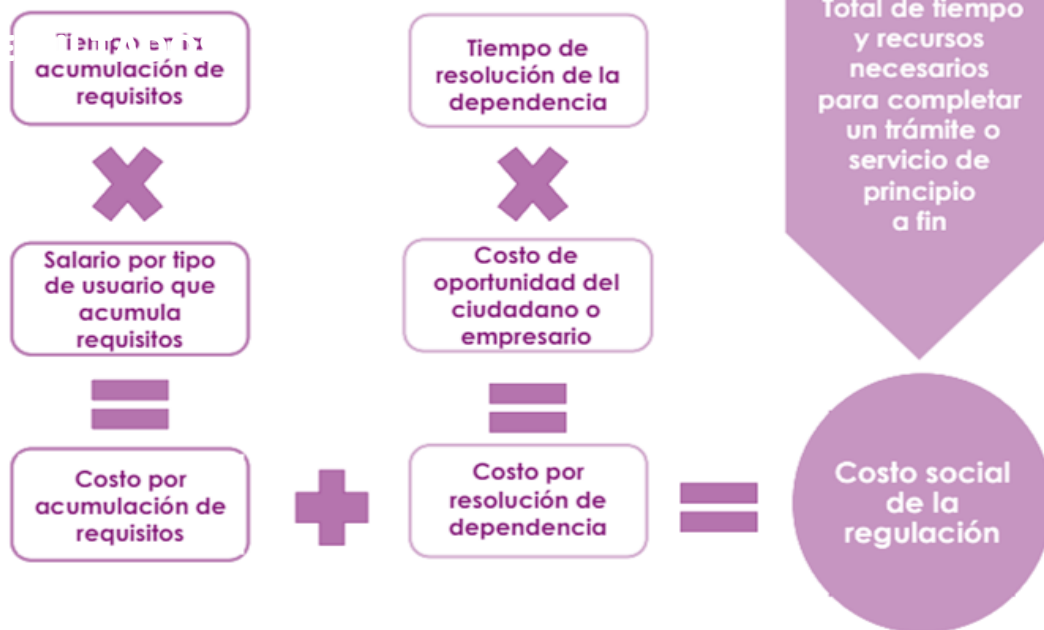 Tiempo
acumulación de
requisitos
Salario por tipo
de usuario que
acumula
requisitos
Costo por
acumulación de
requisitos
Tiempo de
resolución de la
dependencia
Costo de
oportunidad del
ciudadano o
empresario
Costo por
resolución de
dependencia
Total de tiempo
y recursos
necesarios
para completar
un trámite o
servicio de
principio
a fin
Costo social
de la
regulación